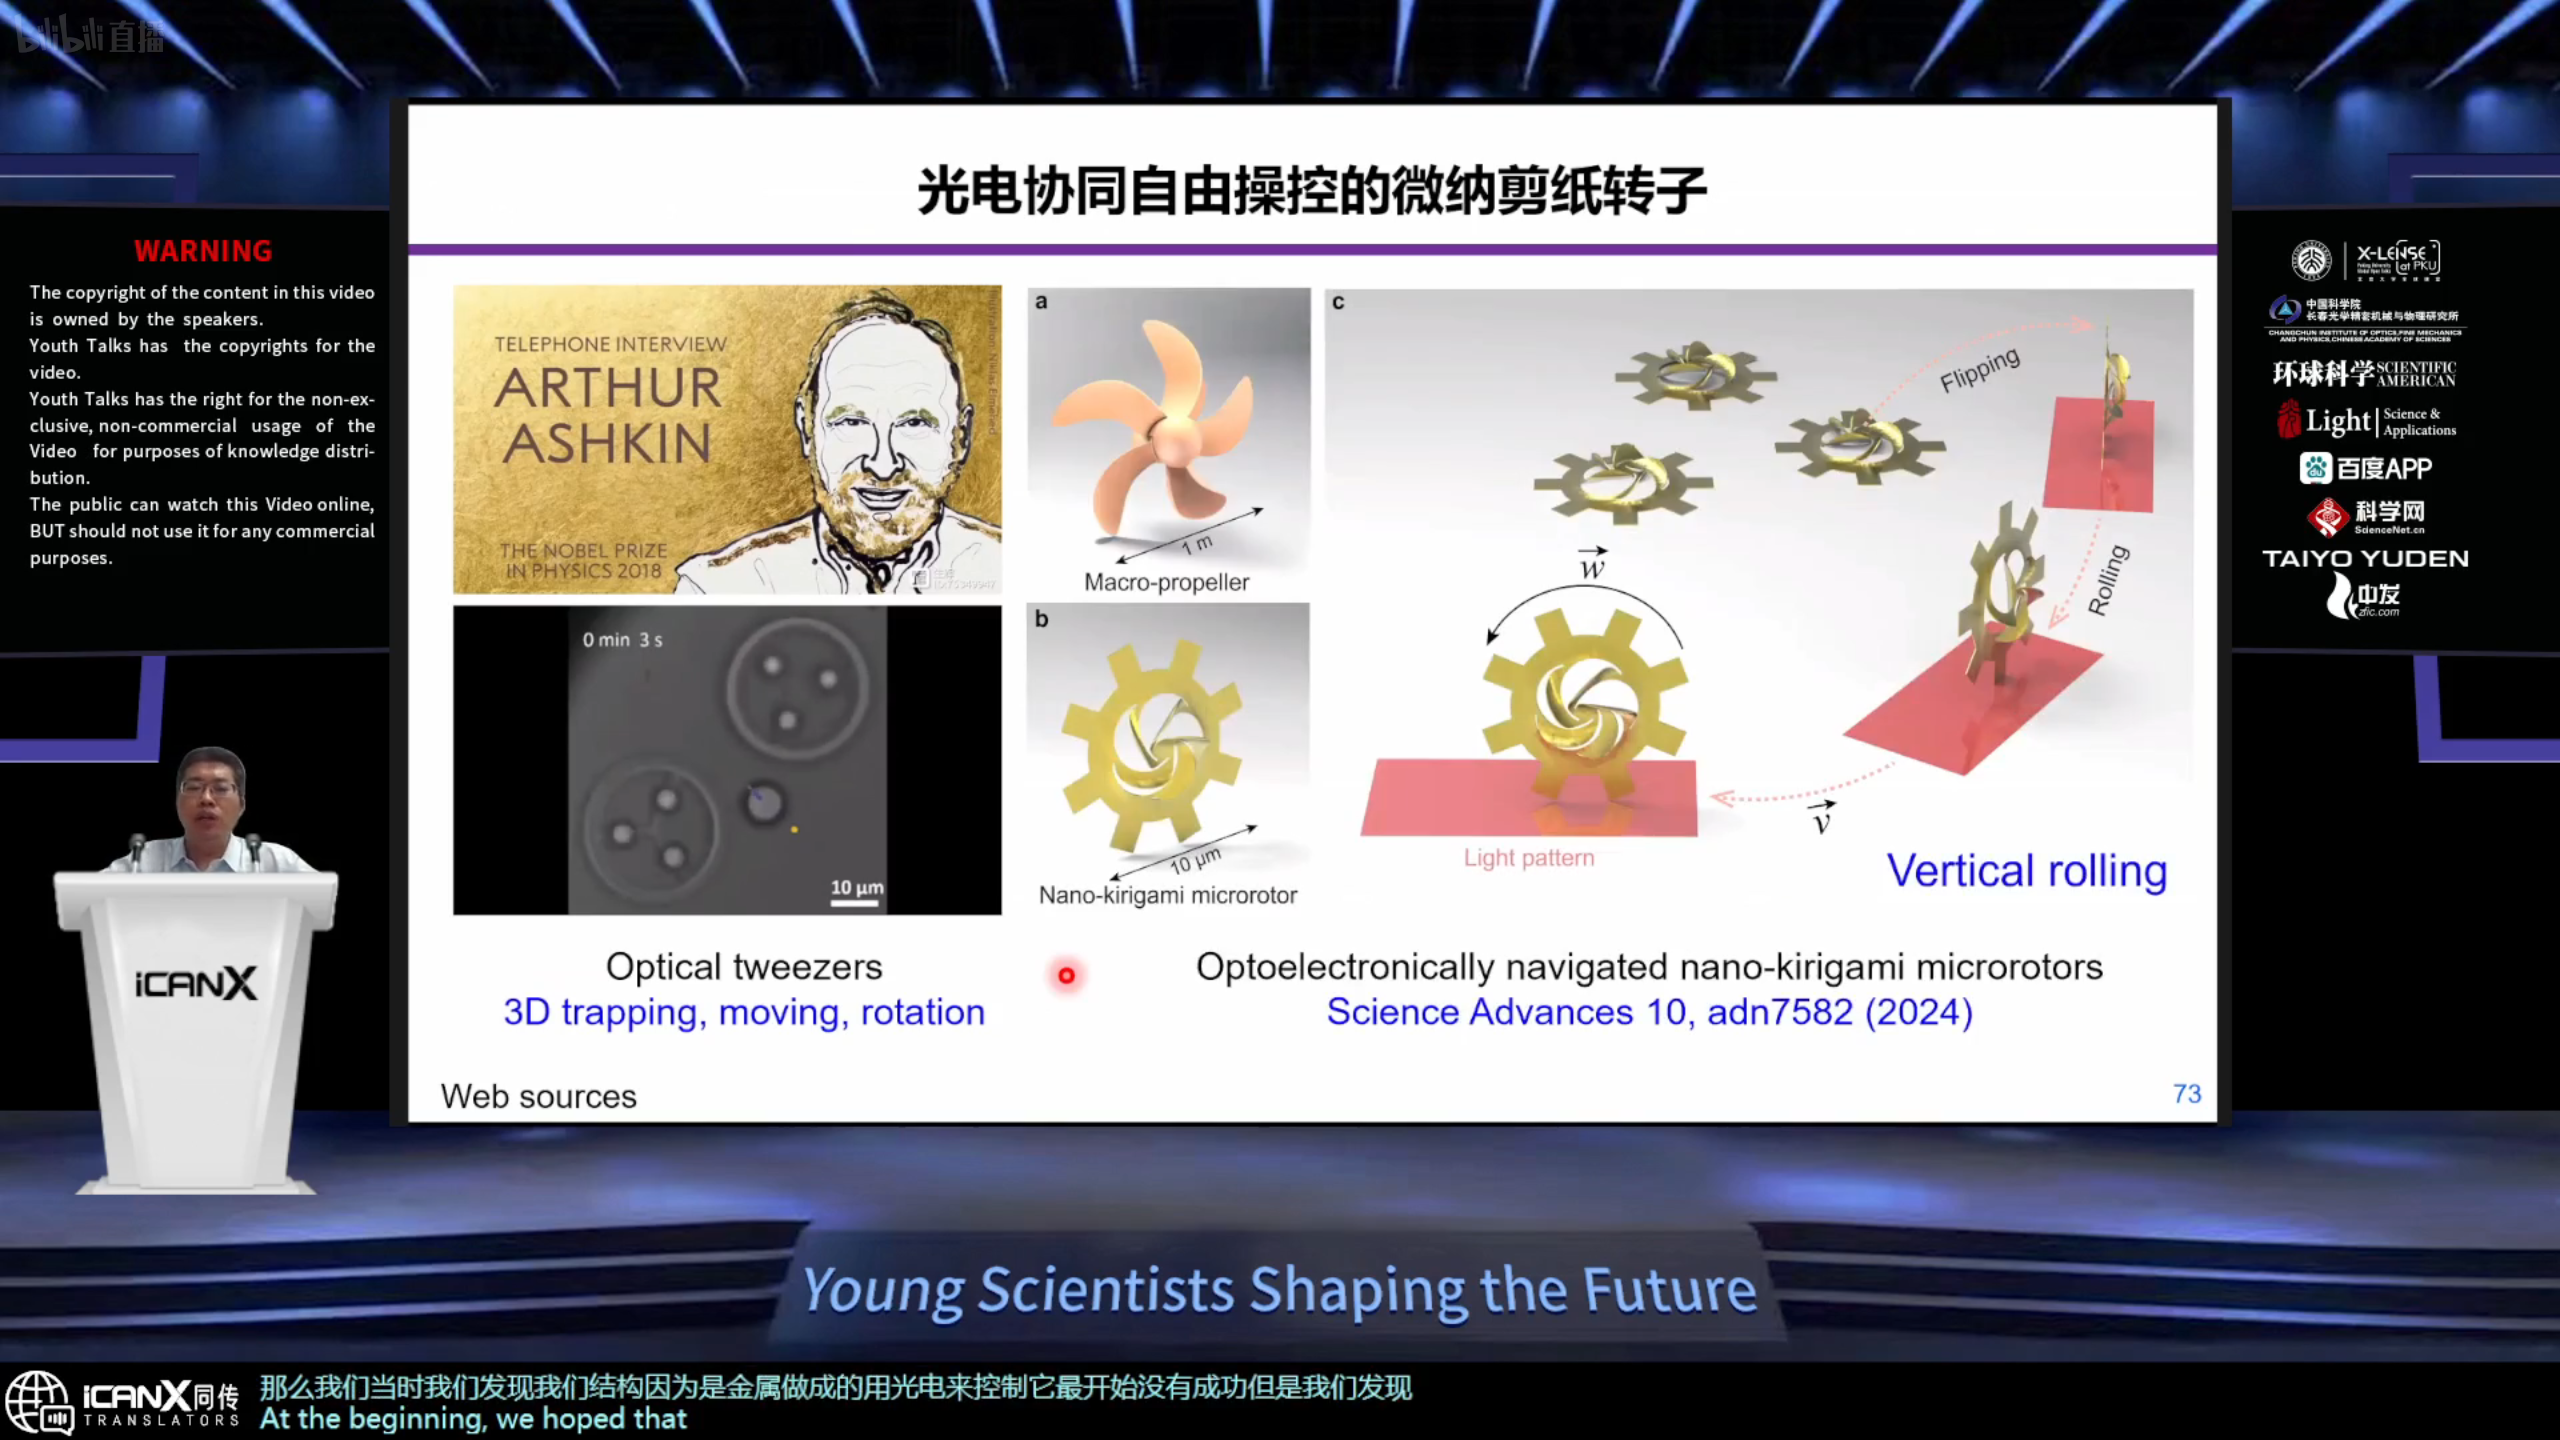 bilibili直播
WARNING
The copyright of the content in this video
is owned by the speakers.
Youth Talks has the copyrights for the
video.
Youth Talks has the right for the non-ex-
clusive, non-commercial usage of the
Video for purposes of knowledge distri-
bution.
The public can watch this Video online,
BUT should not use it for any commercial
purposes.
iCANX
光电协同自由操控的微纳剪纸转子
TELEPHONE INTERVIEW
ARTHUR
ASHKIN
THE NOBEL PRIZE
IN PHYSICS 2018
0 min 3 s
10 μm
Optical tweezers
3D trapping, moving, rotation
a
1 m
Macro-propeller
b
10 μm
Nano-kirigami microrotor
c
Flipping
Rolling
w
v
Light pattern
Vertical rolling
Optoelectronically navigated nano-kirigami microrotors
Science Advances 10, adn7582 (2024)
Web sources
73
X-LENSE
at PKU
中国科学院
长春光学精密机械与物理研究所
CHANGCHUN INSTITUTE OF OPTICS,FINE MECHANICS
AND PHYSICS,CHINESE ACADEMY OF SCIENCES
环球科学 SCIENTIFIC
AMERICAN
Light Science &
Applications
du 百度APP
科学网
ScienceNet.cn
TAIYO YUDEN
中发
zfic.com
Young Scientists Shaping the Future
iCANX同传
TRANSLATORS
那么我们当时我们发现我们结构因为是金属做成的用光电来控制它最开始没有成功但是我们发现
At the beginning, we hoped that